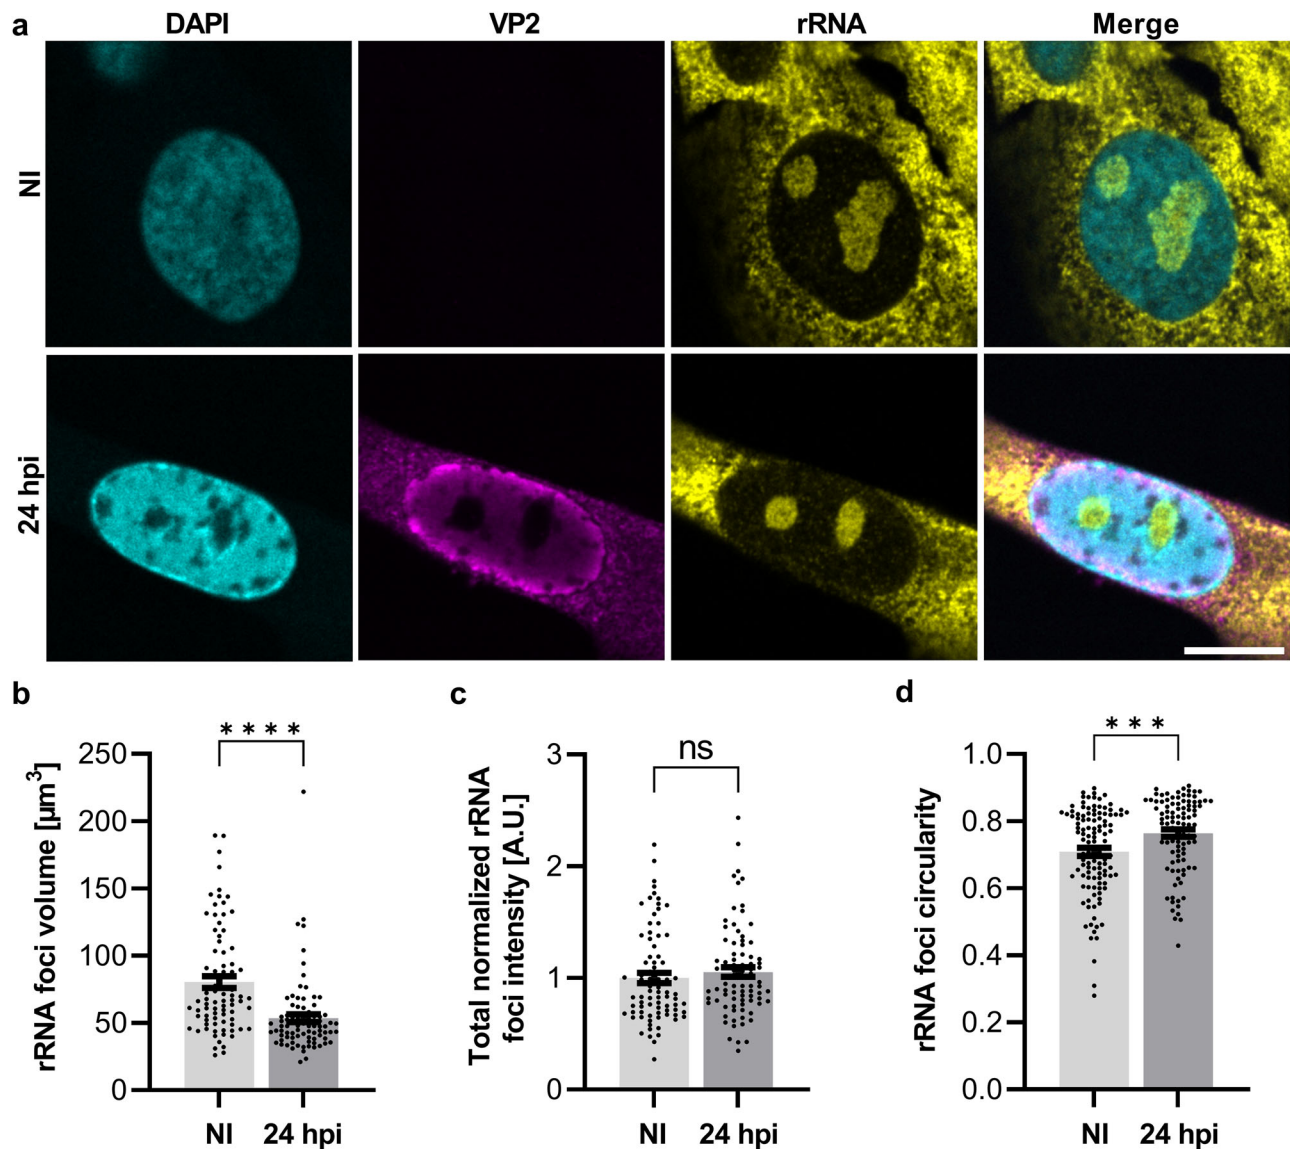 a
DAPI VP2 rRNA Merge
NI
24 hpi
b
****
rRNA foci volume [µm³]
250
200
150
100
50
0
NI 24 hpi
c
ns
Total normalized rRNA
foci intensity [A.U.]
3
2
1
0
NI 24 hpi
d
***
rRNA foci circularity
1.0
0.8
0.6
0.4
0.2
0.0
NI 24 hpi